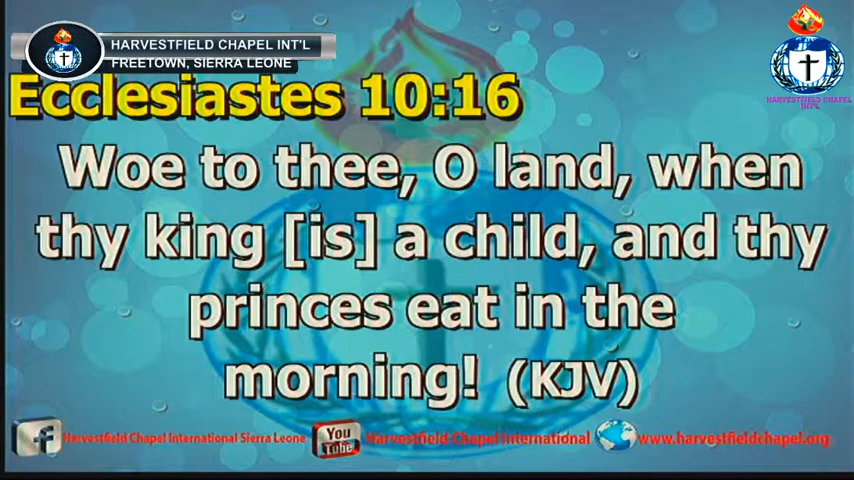 HARVESTFIELD CHAPEL INT'L
FREETOWN, SIERRA LEONE
HARVESTFIELD CHAPEL
INT'L
Ecclesiastes 10:16
Woe to thee, O land, when
thy king [is] a child, and thy
princes eat in the
morning! (KJV)
f Harvestfield Chapel International Sierra Leone
You
Tube
Harvestfield Chapel International
www.harvestfieldchapel.org